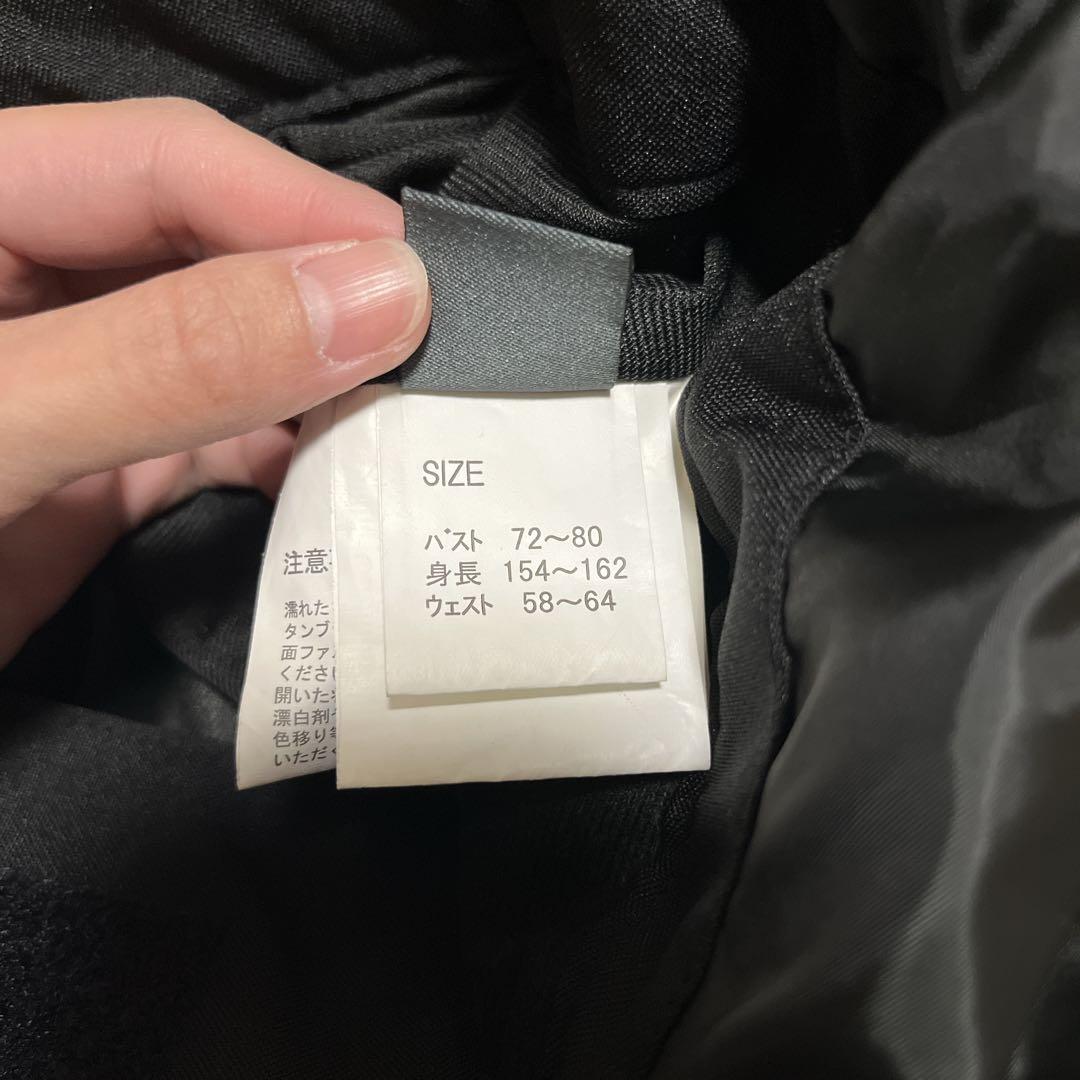 SIZE
バスト 72～80
身長 154～162
ウェスト 58～64
注意
濡れた
タンブ
面ファ
くださ
開いた
漂白剤
色移り
いただく